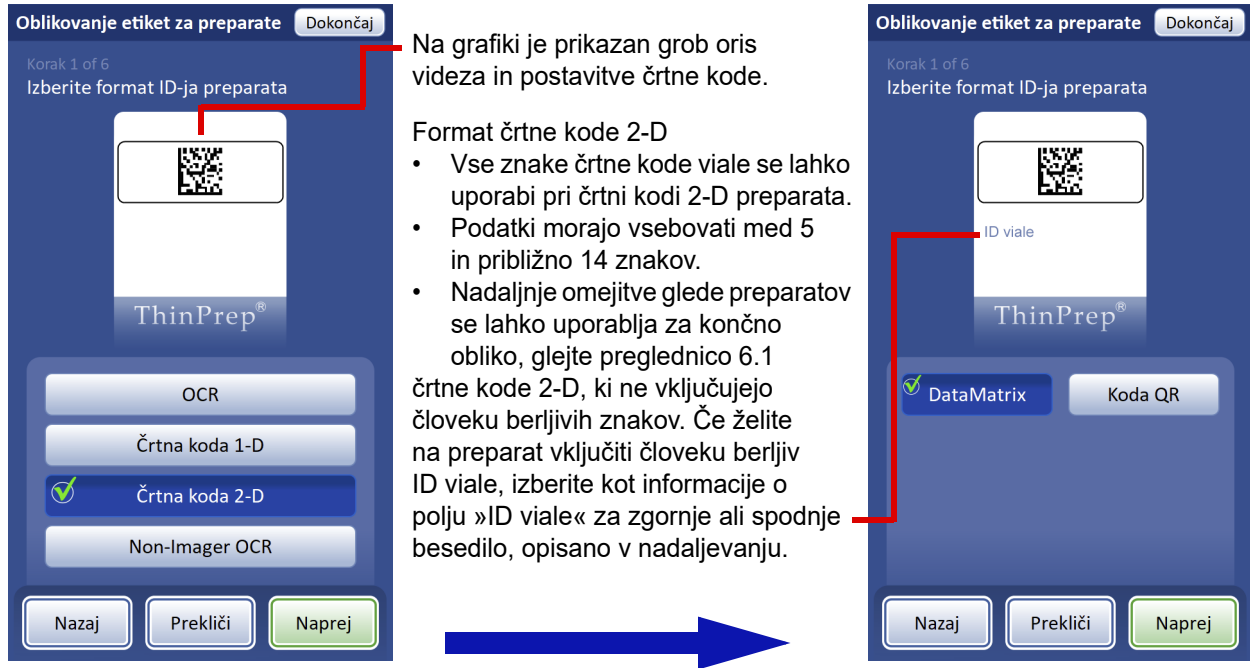 Oblikovanje etiket za preparate
Dokončaj
Korak 1 of 6
Izberite format ID-ja preparata
ThinPrep®
OCR
Črtna koda 1-D
Črtna koda 2-D
Non-Imager OCR
Nazaj
Prekliči
Naprej
Na grafiki je prikazan grob oris
videza in postavitve črtne kode.
Format črtne kode 2-D
• Vse znake črtne kode viale se lahko
uporabi pri črtni kodi 2-D preparata.
• Podatki morajo vsebovati med 5
in približno 14 znakov.
• Nadaljnje omejitve glede preparatov
se lahko uporablja za končno
obliko, glejte preglednico 6.1
črtne kode 2-D, ki ne vključujejo
človeku berljivih znakov. Če želite
na preparat vključiti človeku berljiv
ID viale, izberite kot informacije o
polju »ID viale« za zgornje ali spodnje
besedilo, opisano v nadaljevanju.
Oblikovanje etiket za preparate
Dokončaj
Korak 1 of 6
Izberite format ID-ja preparata
ID viale
ThinPrep®
DataMatrix
Koda QR
Nazaj
Prekliči
Naprej